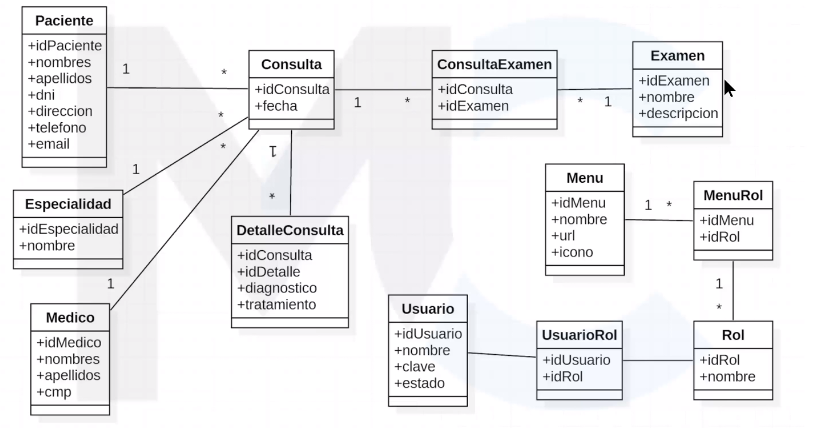 Paciente
+idPaciente
+nombres
+apellidos
+dni
+direccion
+telefono
+email
1
*
Consulta
+idConsulta
+fecha
1
*
ConsultaExamen
+idConsulta
+idExamen
*
1
Examen
+idExamen
+nombre
+descripcion
*
1
Especialidad
+idEspecialidad
+nombre
*
1
Medico
+idMedico
+nombres
+apellidos
+cmp
1
*
DetalleConsulta
+idConsulta
+idDetalle
+diagnostico
+tratamiento
Menu
+idMenu
+nombre
+url
+icono
1
*
MenuRol
+idMenu
+idRol
1
*
Usuario
+idUsuario
+nombre
+clave
+estado
UsuarioRol
+idUsuario
+idRol
Rol
+idRol
+nombre
MC